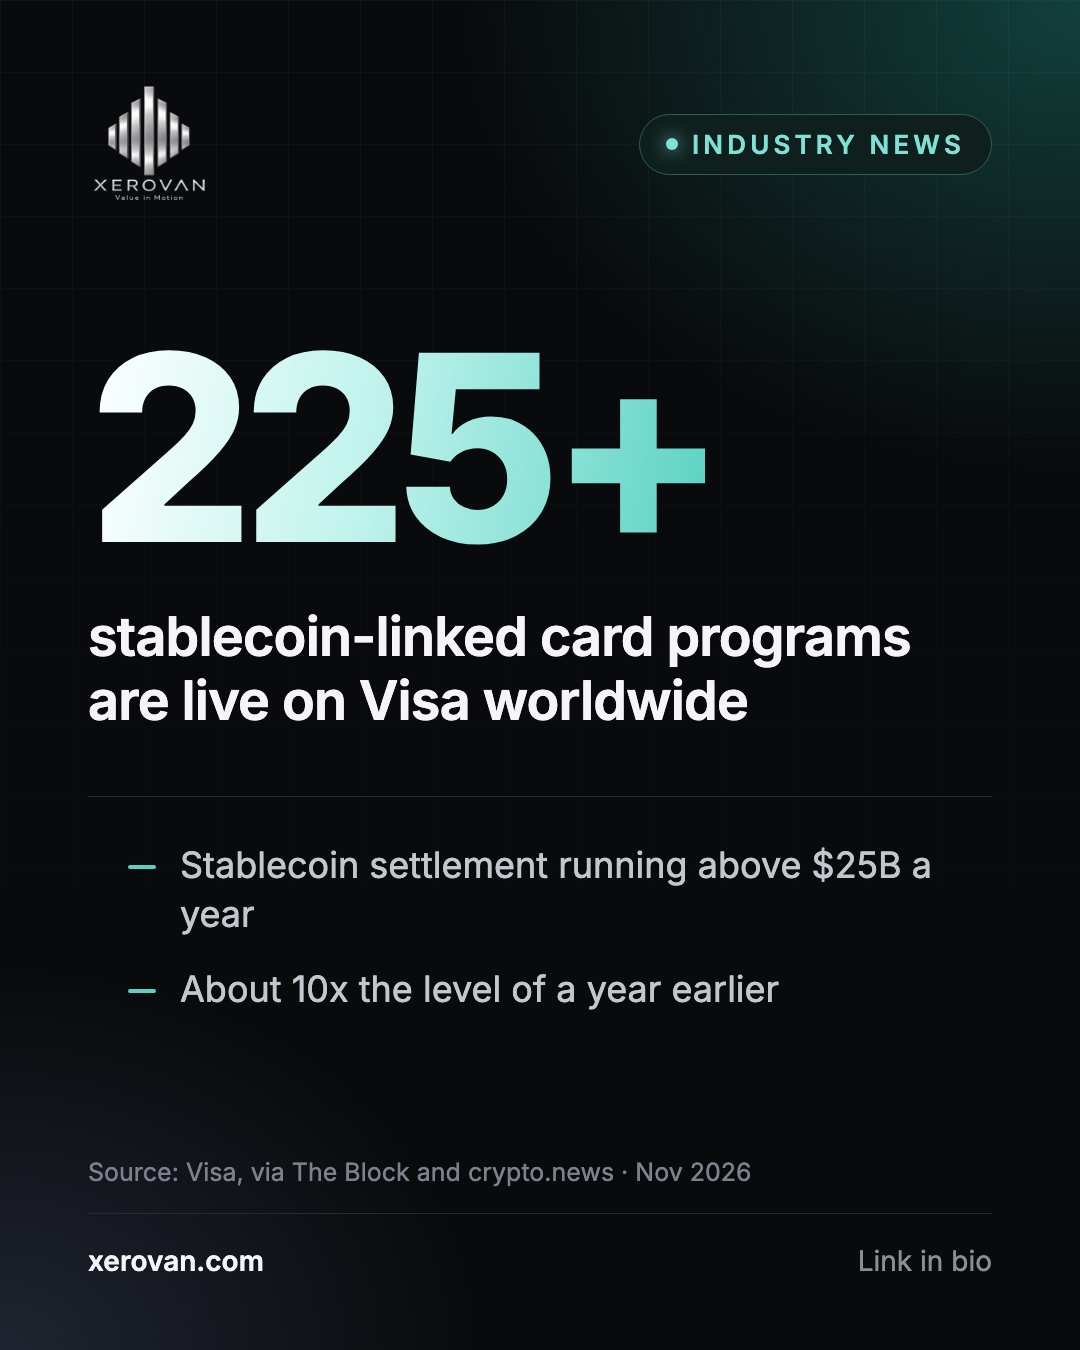 XEROVAN
Value in Motion
INDUSTRY NEWS
225+
stablecoin-linked card programs
are live on Visa worldwide
— Stablecoin settlement running above $25B a
year
— About 10x the level of a year earlier
Source: Visa, via The Block and crypto.news · Nov 2026
xerovan.com
Link in bio